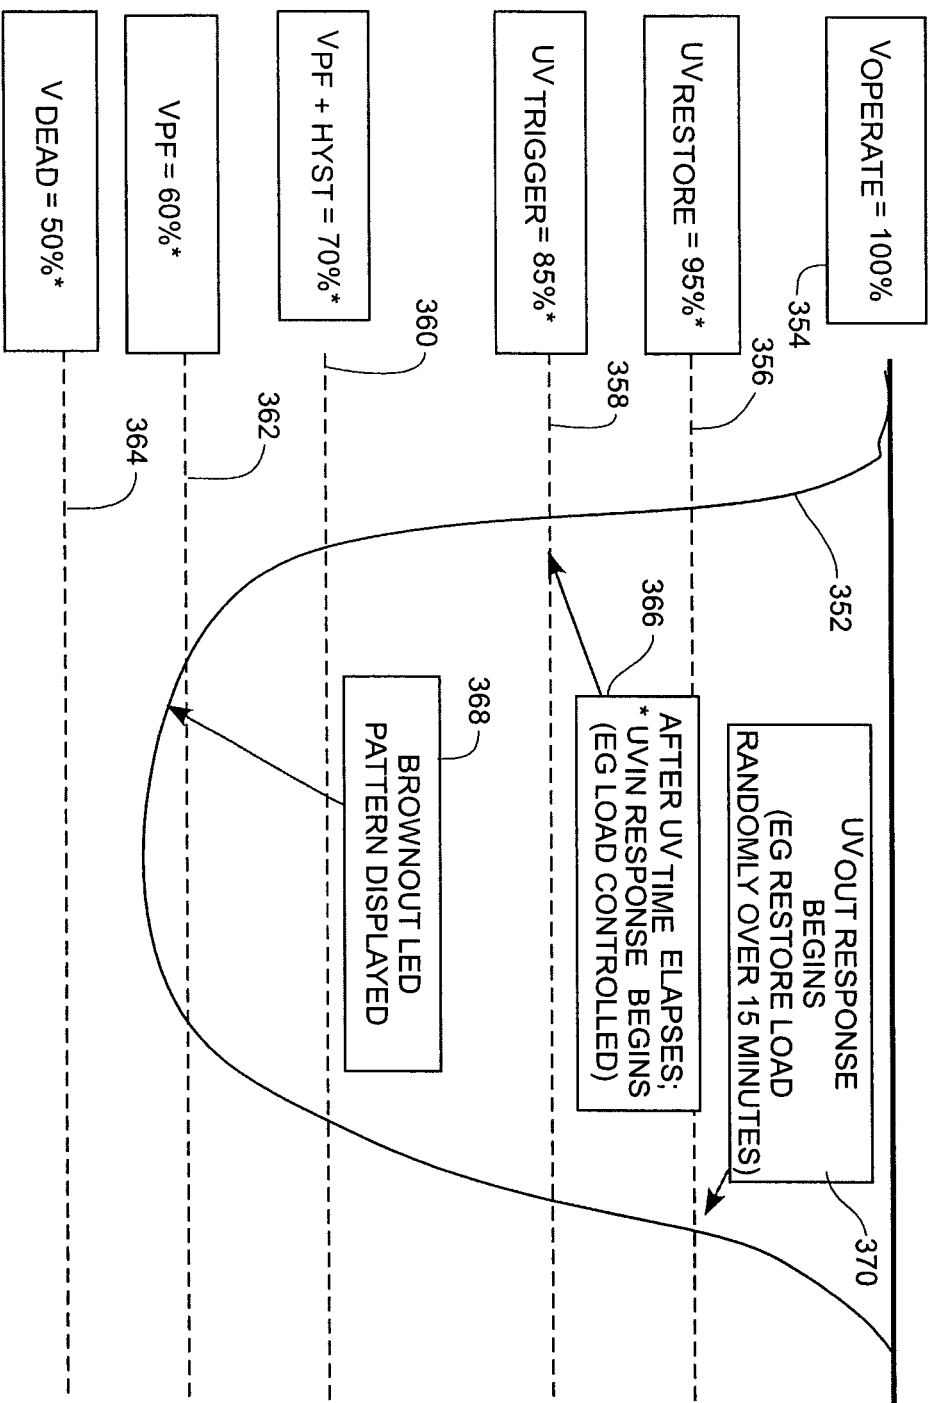 VOPERATE = 100%
354
UVRESTORE = 95%*
356
UV TRIGGER = 85%*
358
VPF + HYST = 70%*
360
VPF = 60%*
362
V DEAD = 50%*
364
352
UVOUT RESPONSE
BEGINS
(EG RESTORE LOAD
RANDOMLY OVER 15 MINUTES)
370
366
AFTER UV TIME ELAPSES;
* UVIN RESPONSE BEGINS
(EG LOAD CONTROLLED)
368
BROWNOUT LED
PATTERN DISPLAYED